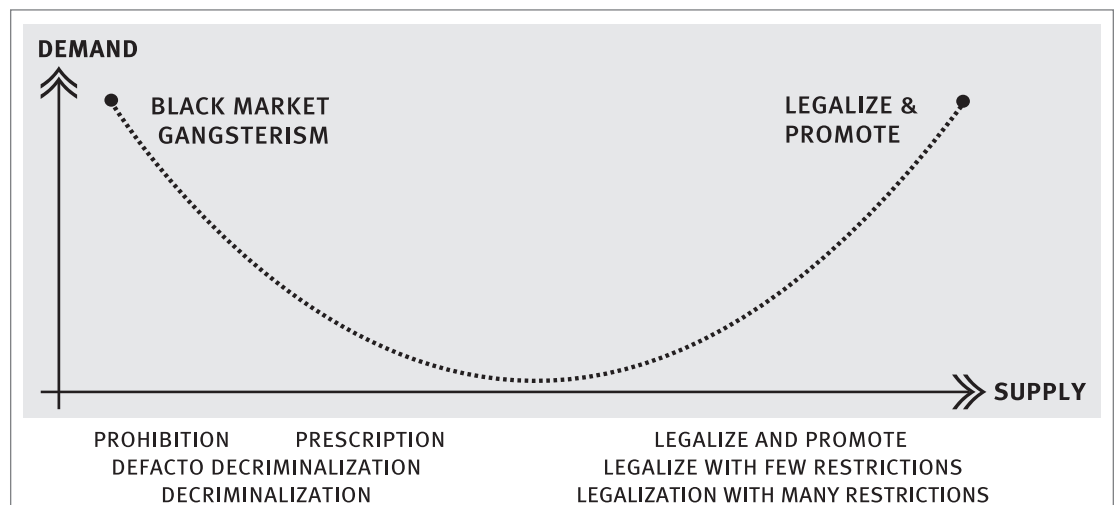 DEMAND
BLACK MARKET
GANGSTERISM
LEGALIZE &
PROMOTE
SUPPLY
PROHIBITION PRESCRIPTION
DEFACTO DECRIMINALIZATION
DECRIMINALIZATION
LEGALIZE AND PROMOTE
LEGALIZE WITH FEW RESTRICTIONS
LEGALIZATION WITH MANY RESTRICTIONS